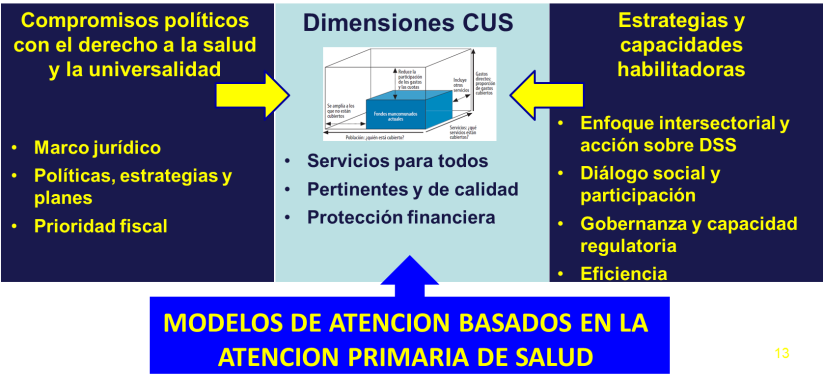 Compromisos políticos
con el derecho a la salud
y la universalidad
• Marco jurídico
• Políticas, estrategias y
planes
• Prioridad fiscal
Dimensiones CUS
Reduce la
participación
de los gastos
y las cuotas
Gastos
directos:
proporción
de gastos
cubiertos
Incluye
otros
servicios
Se amplía a los
que no están
cubiertos
Fondos mancomunados
actuales
Servicios: ¿qué
servicios están
cubiertos?
Población: ¿quién está cubierto?
• Servicios para todos
• Pertinentes y de calidad
• Protección financiera
Estrategias y
capacidades
habilitadoras
• Enfoque intersectorial y
acción sobre DSS
• Diálogo social y
participación
• Gobernanza y capacidad
regulatoria
• Eficiencia
MODELOS DE ATENCION BASADOS EN LA
ATENCION PRIMARIA DE SALUD
13